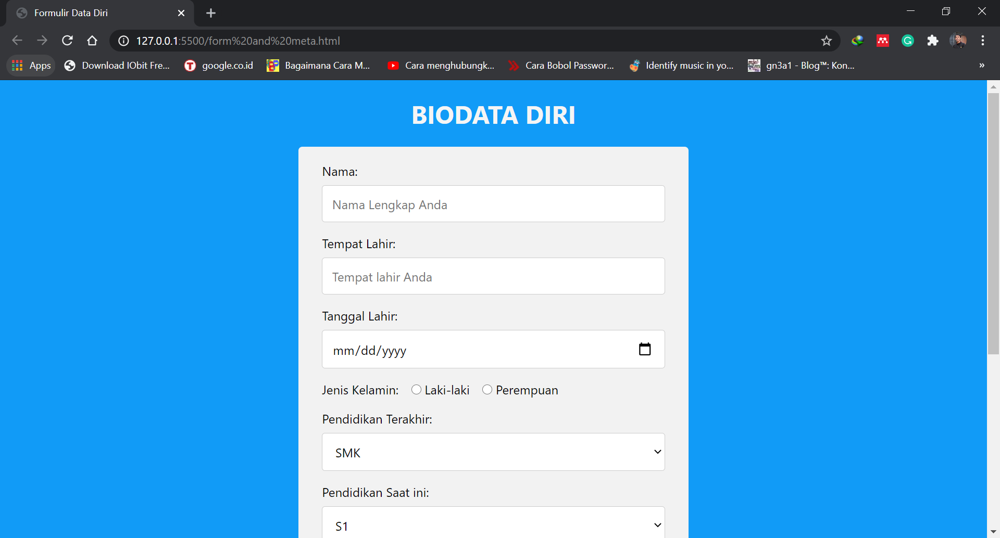 Formulir Data Diri
127.0.0.1:5500/form%20and%20meta.html
Apps Download IObit Fre... google.co.id Bagaimana Cara M... Cara menghubungk... Cara Bobol Passwor... Identify music in yo... gn3a1 - Blog™: Kon... »
BIODATA DIRI
Nama:
Nama Lengkap Anda
Tempat Lahir:
Tempat lahir Anda
Tanggal Lahir:
mm/dd/yyyy
Jenis Kelamin: Laki-laki Perempuan
Pendidikan Terakhir:
SMK
Pendidikan Saat ini:
S1